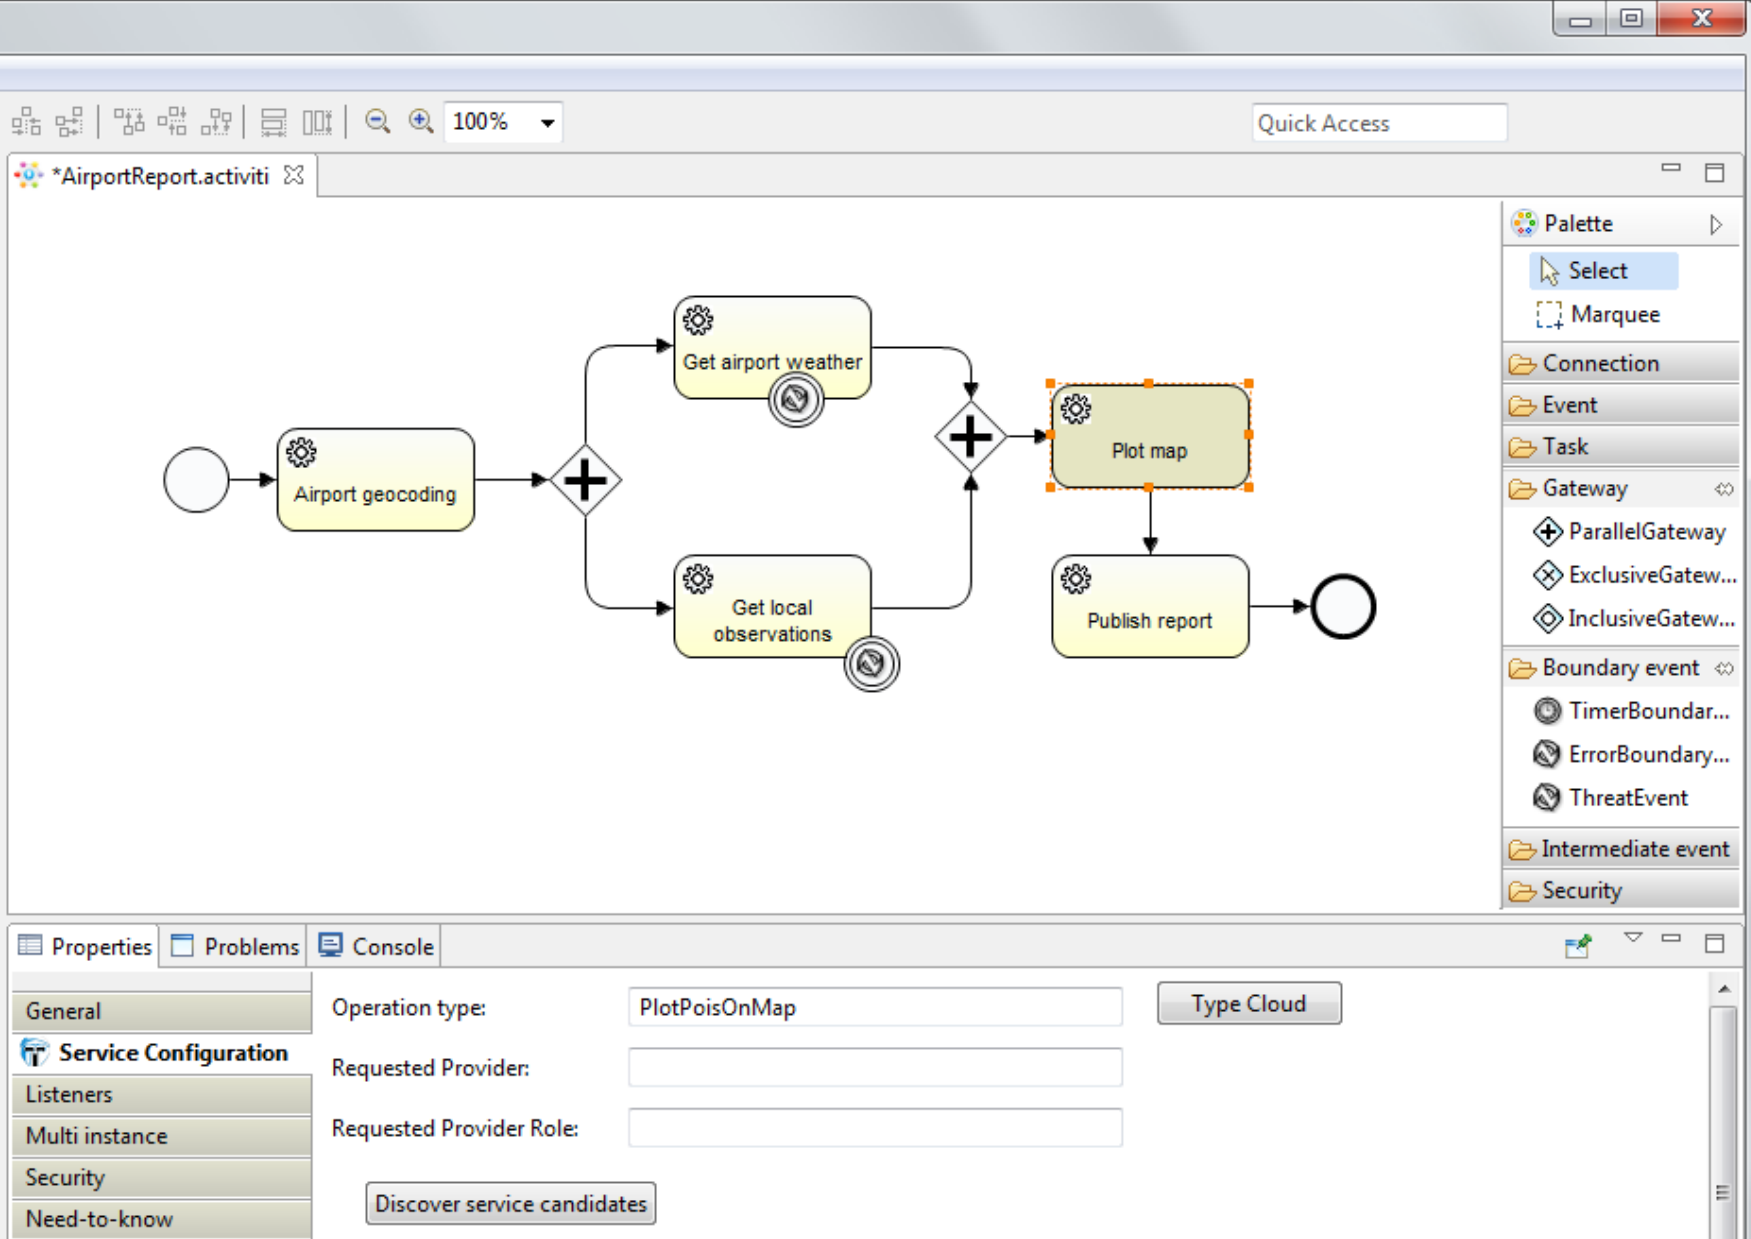 100%
Quick Access
*AirportReport.activiti
Palette
Select
Marquee
Connection
Event
Task
Gateway
ParallelGateway
ExclusiveGatew...
InclusiveGatew...
Boundary event
TimerBoundar...
ErrorBoundary...
ThreatEvent
Intermediate event
Security
Get airport weather
Airport geocoding
Plot map
Get local
observations
Publish report
Properties
Problems
Console
General
Service Configuration
Listeners
Multi instance
Security
Need-to-know
Operation type:
PlotPoisOnMap
Type Cloud
Requested Provider:
Requested Provider Role:
Discover service candidates